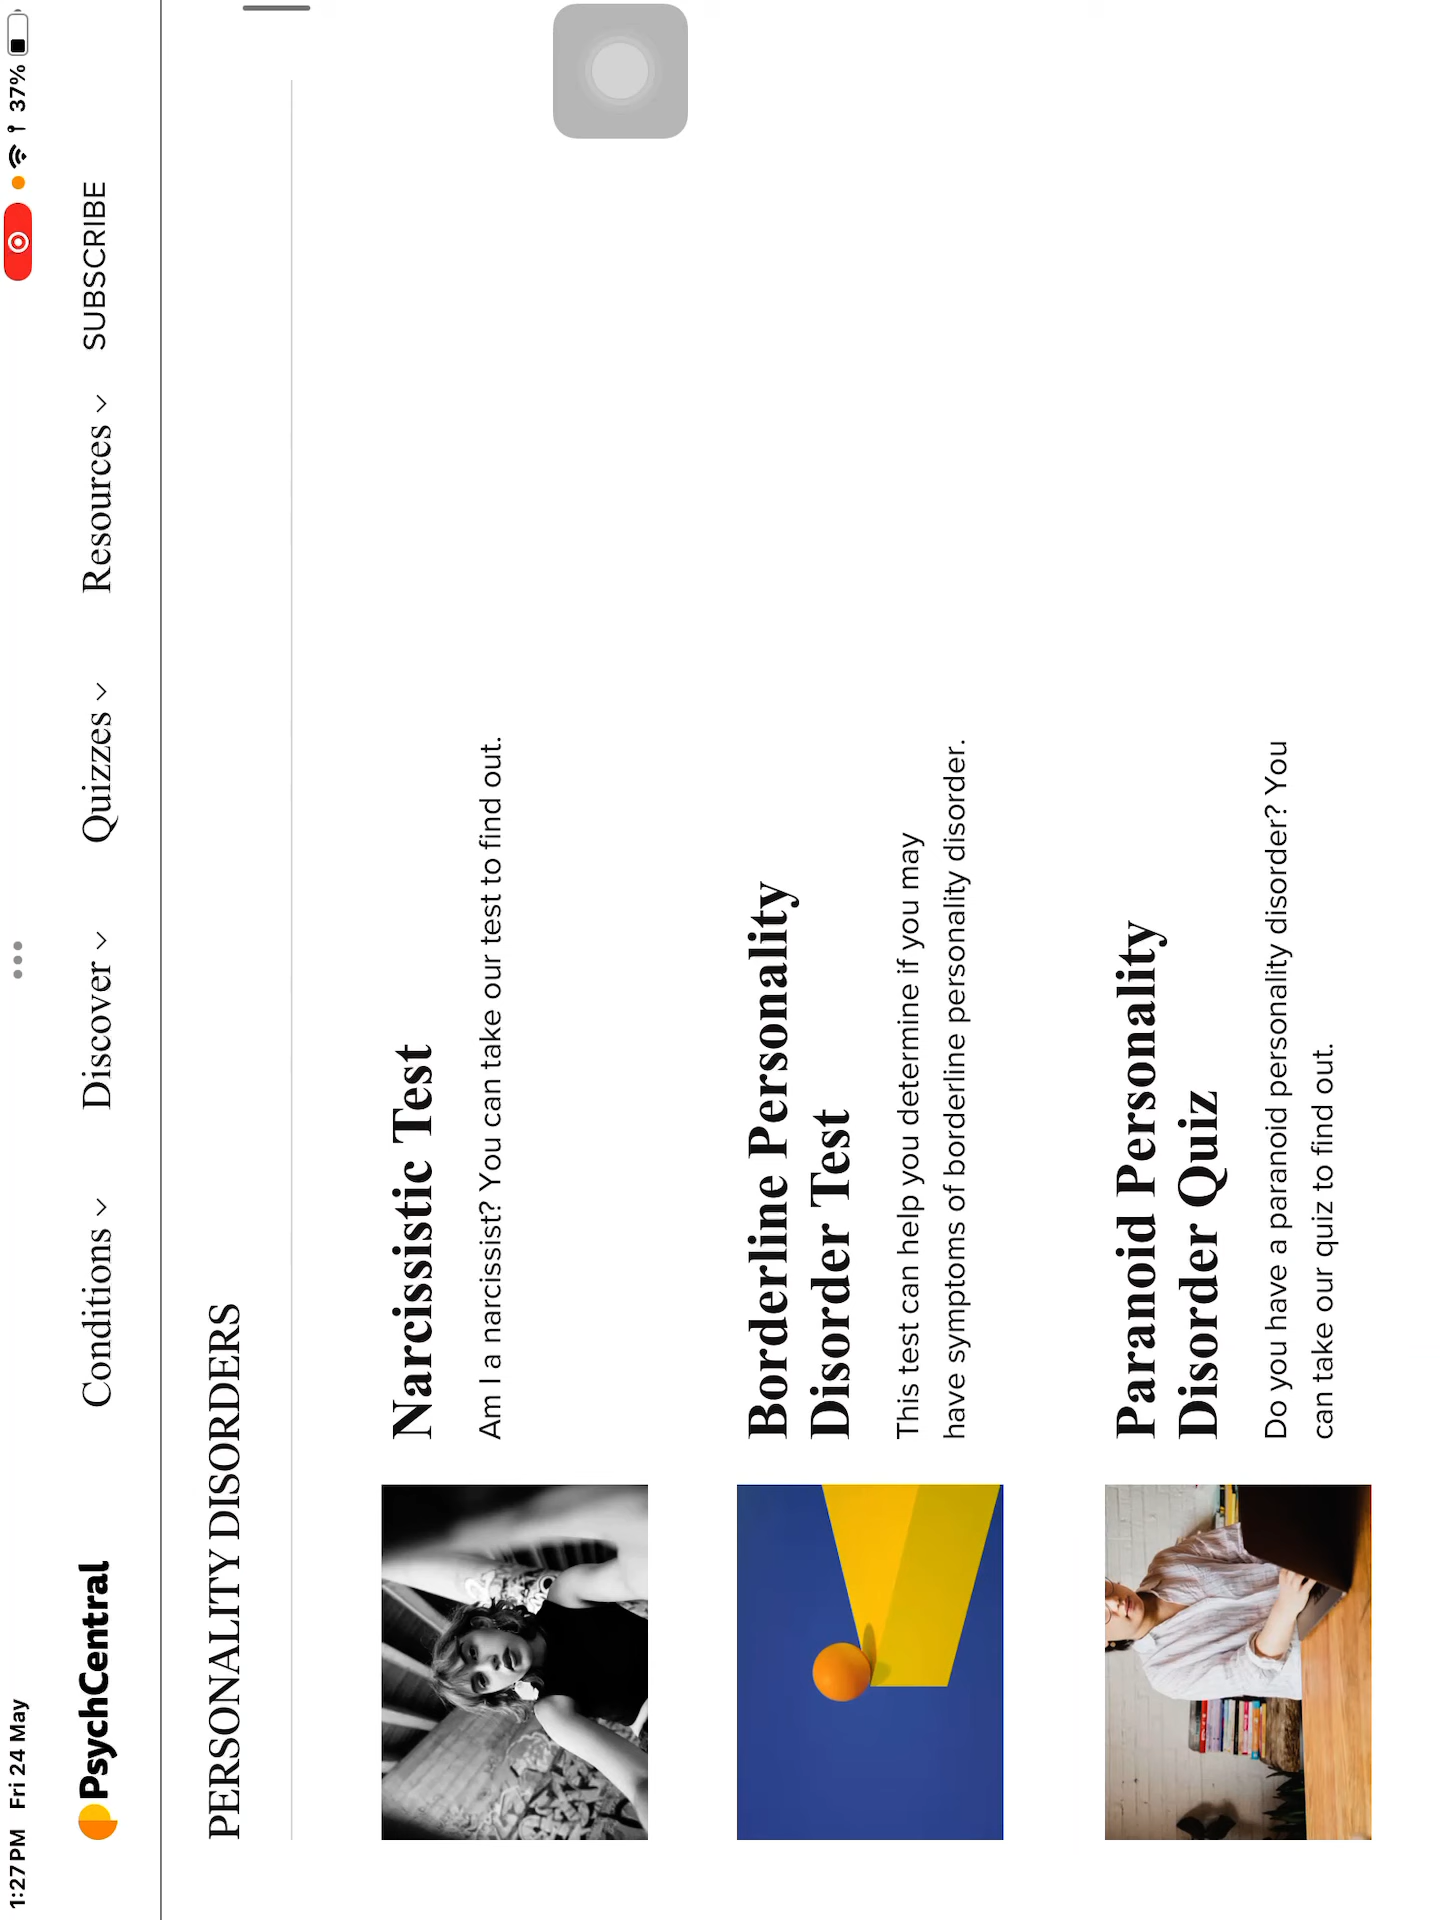 1:27 PM Fri 24 May
37%
PsychCentral
Conditions
Discover
Quizzes
Resources
SUBSCRIBE
PERSONALITY DISORDERS
Narcissistic Test
Am I a narcissist? You can take our test to find out.
Borderline Personality
Disorder Test
This test can help you determine if you may
have symptoms of borderline personality disorder.
Paranoid Personality
Disorder Quiz
Do you have a paranoid personality disorder? You
can take our quiz to find out.